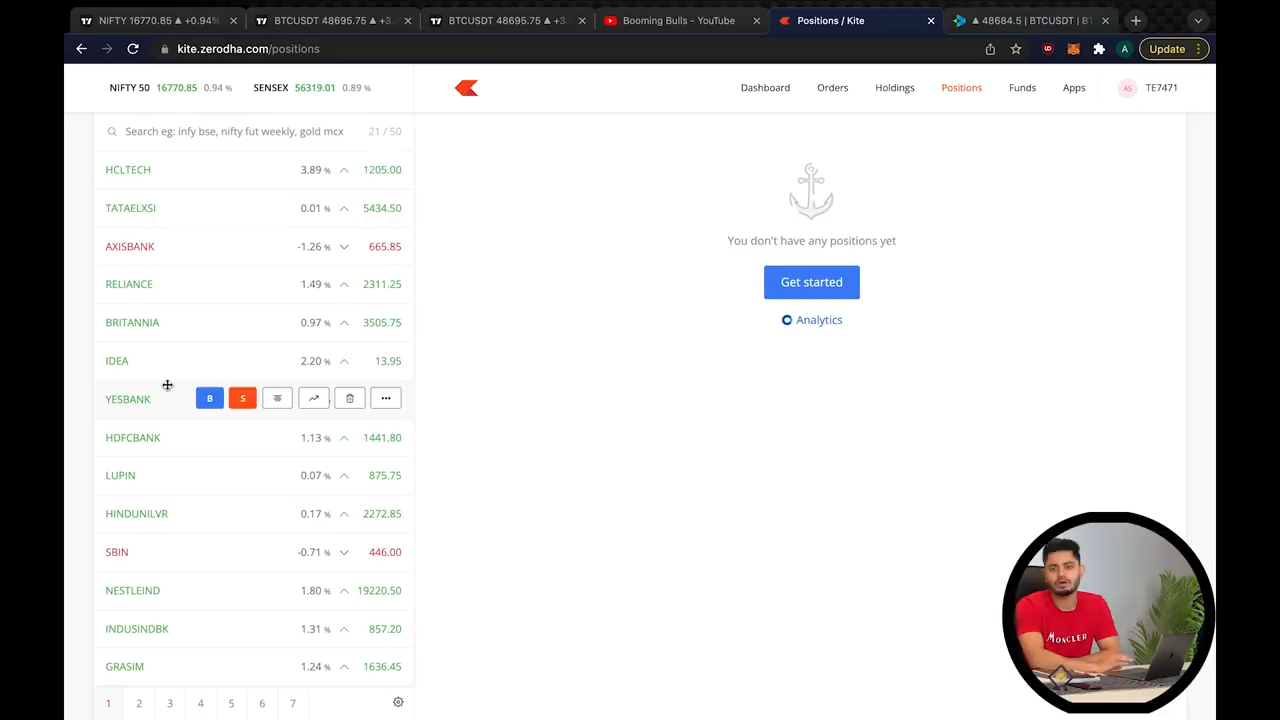 NIFTY 16770.85 ▲ +0.94%
BTCUSDT 48695.75 ▲ +3.
BTCUSDT 48695.75 ▲ +3.
Booming Bulls - YouTube
Positions / Kite
▲ 48684.5 | BTCUSDT | B
kite.zerodha.com/positions
A
Update
NIFTY 50 16770.85 0.94 %
SENSEX 56319.01 0.89 %
Dashboard
Orders
Holdings
Positions
Funds
Apps
AS
TE7471
Search eg: infy bse, nifty fut weekly, gold mcx
21 / 50
HCLTECH 3.89 % 1205.00
TATAELXSI 0.01 % 5434.50
AXISBANK -1.26 % 665.85
RELIANCE 1.49 % 2311.25
BRITANNIA 0.97 % 3505.75
IDEA 2.20 % 13.95
YESBANK B S
HDFCBANK 1.13 % 1441.80
LUPIN 0.07 % 875.75
HINDUNILVR 0.17 % 2272.85
SBIN -0.71 % 446.00
NESTLEIND 1.80 % 19220.50
INDUSINDBK 1.31 % 857.20
GRASIM 1.24 % 1636.45
1 2 3 4 5 6 7
You don't have any positions yet
Get started
Analytics
MONCLER